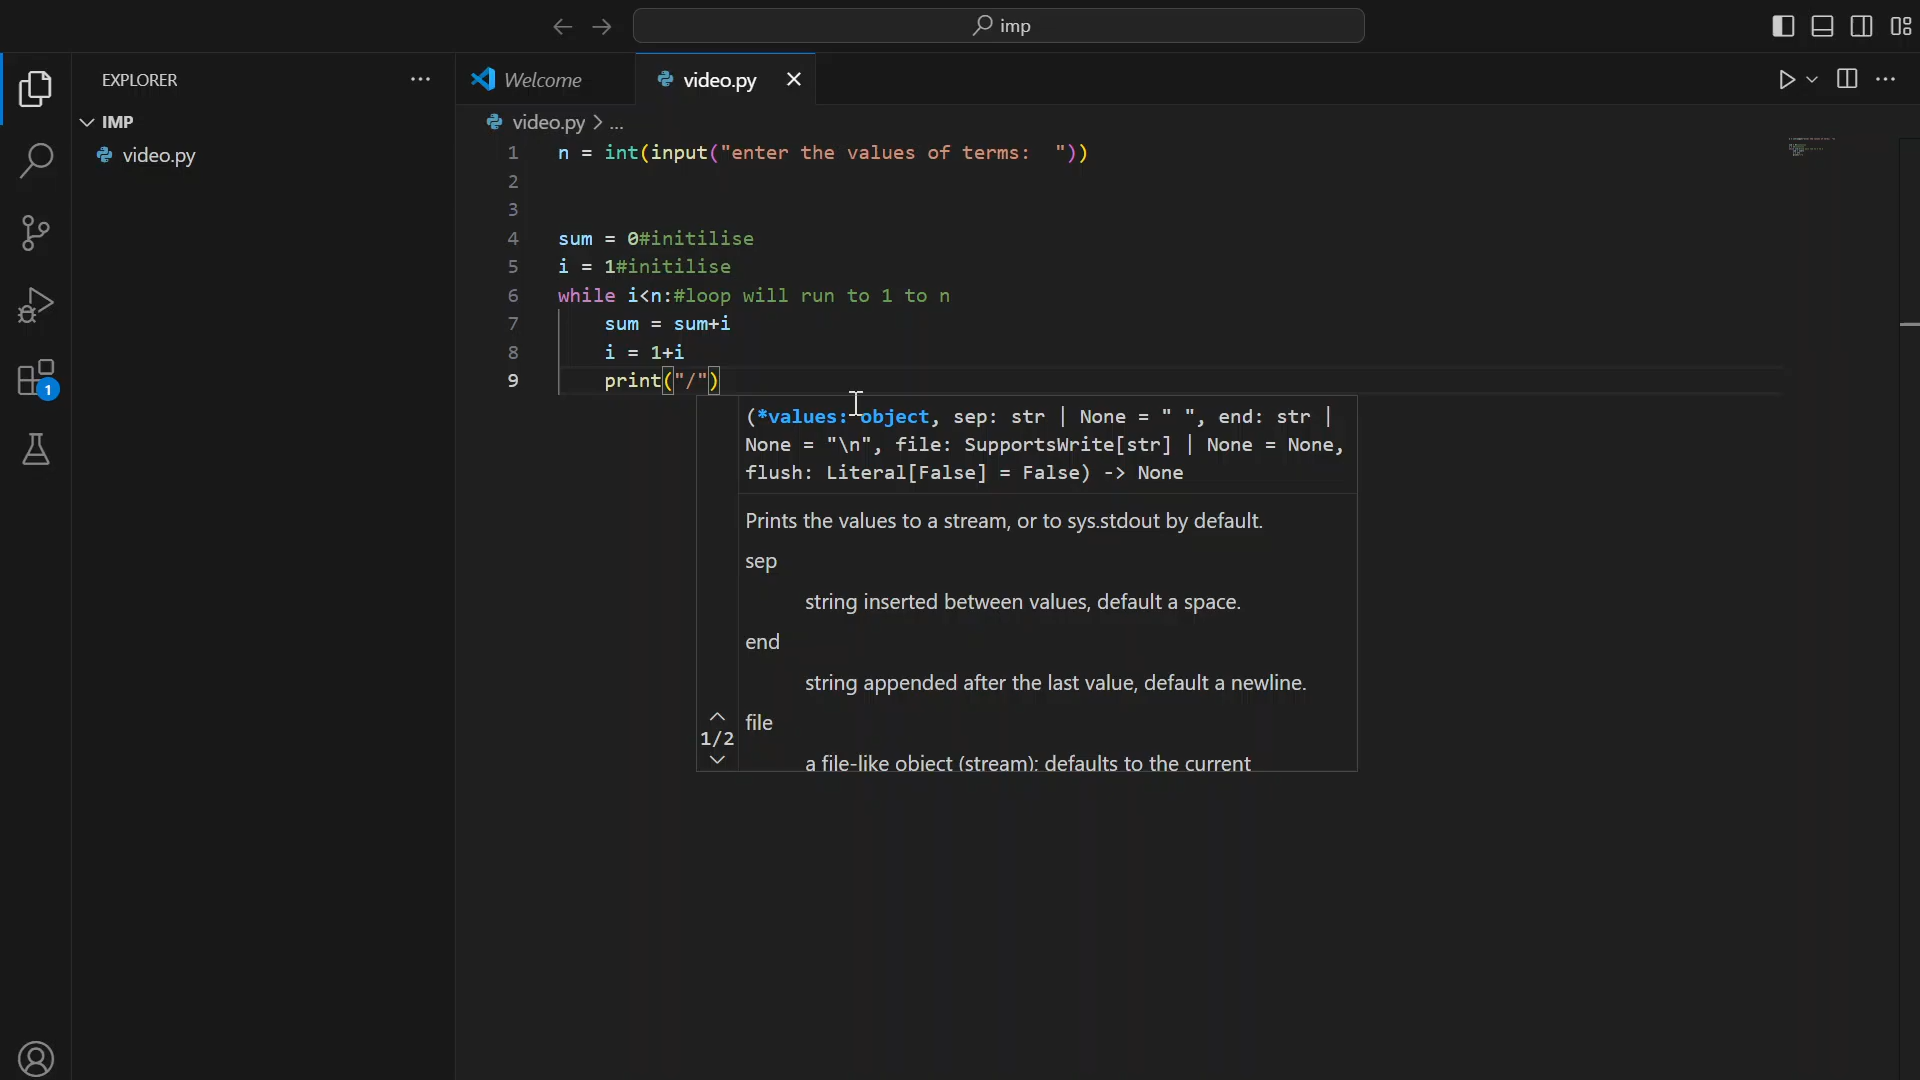 imp
EXPLORER
Welcome
video.py
IMP
video.py > ...
video.py
1 n = int(input("enter the values of terms:  "))
2
3
4 sum = 0#initilise
5 i = 1#initilise
6 while i<n:#loop will run to 1 to n
7 sum = sum+i
8 i = 1+i
9 print("/")
1
(*values: object, sep: str | None = " ", end: str |
None = "\n", file: SupportsWrite[str] | None = None,
flush: Literal[False] = False) -> None
Prints the values to a stream, or to sys.stdout by default.
sep
string inserted between values, default a space.
end
string appended after the last value, default a newline.
file
1/2
a file-like object (stream); defaults to the current